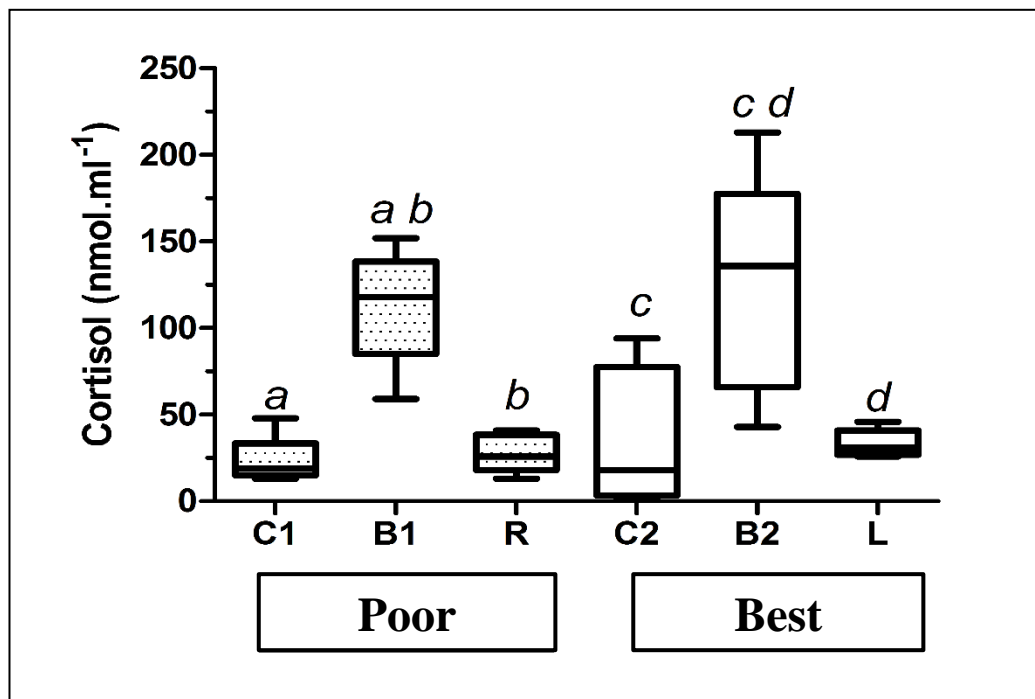 Cortisol (nmol.ml-1)
250
200
150
100
50
0
a
a b
b
c
c d
d
C1 B1 R C2 B2 L
Poor Best